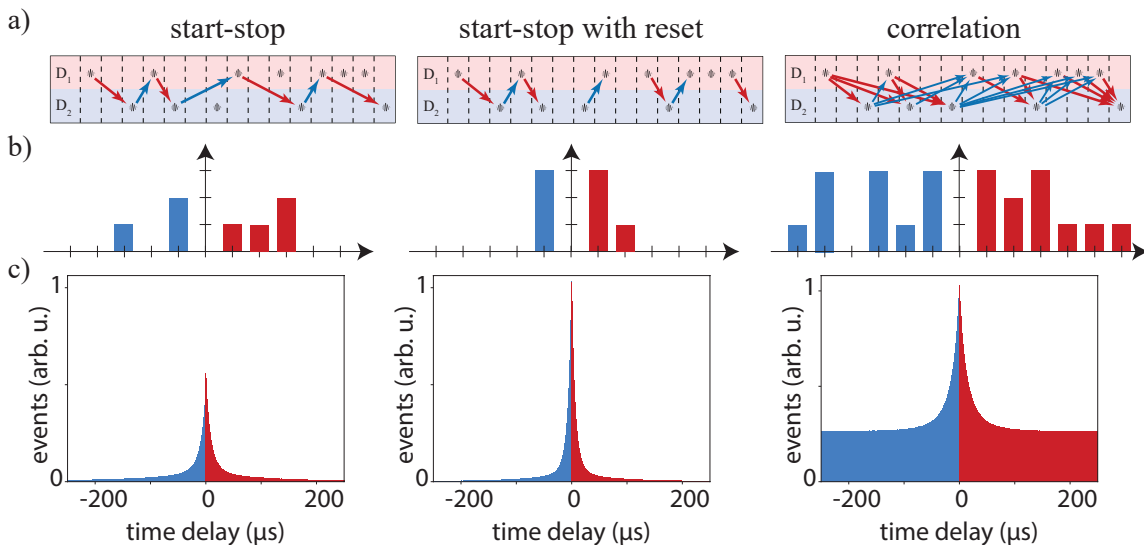 a) start-stop start-stop with reset correlation
D1 D1 D1
D2 D2 D2
b)
c)
1 1 1
events (arb. u.) events (arb. u.) events (arb. u.)
0 0 0
-200 0 200 -200 0 200 -200 0 200
time delay (µs) time delay (µs) time delay (µs)